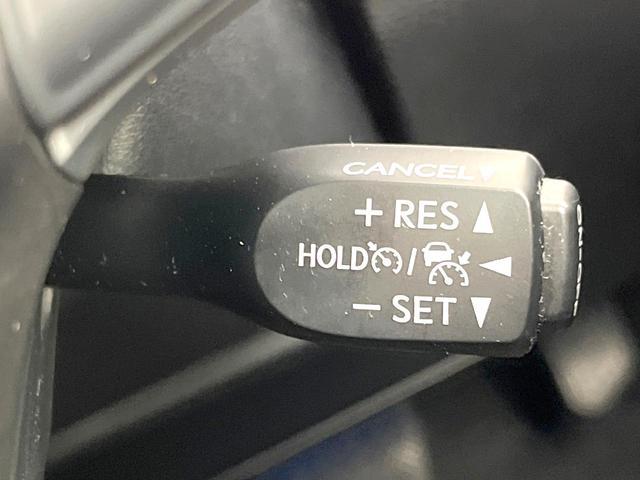 CANCEL▼
+ RES ▲
HOLD / ◀
− SET ▼